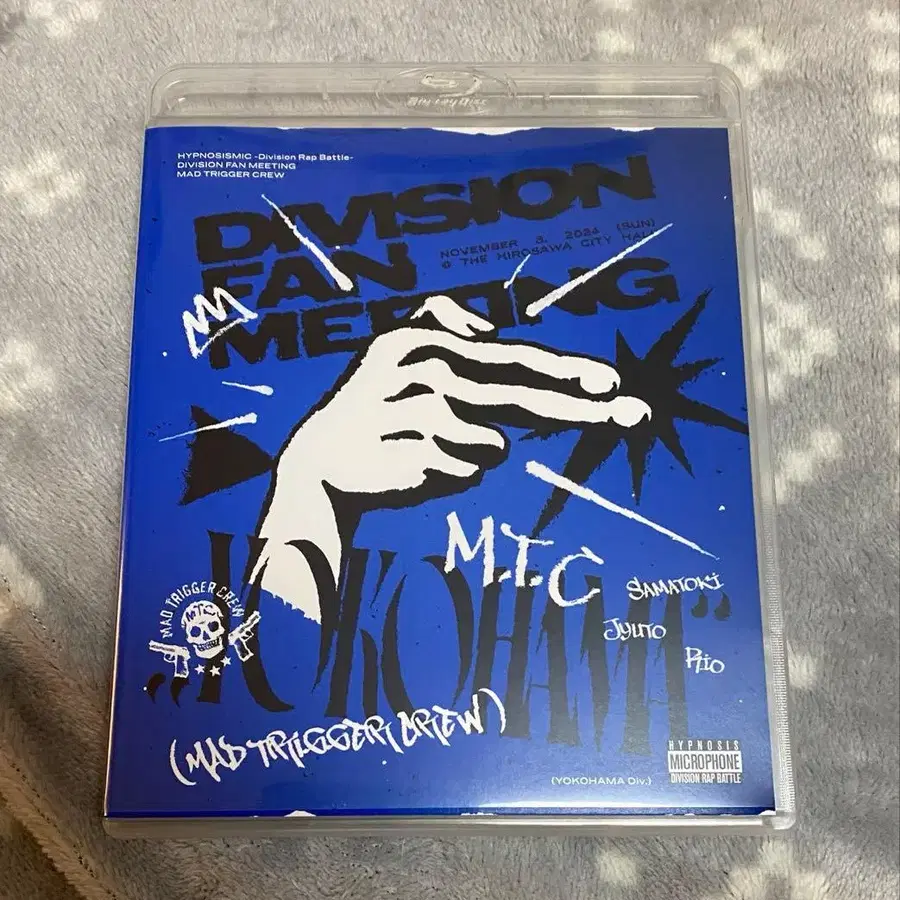 Blu-ray Disc
HYPNOSISMIC -Division Rap Battle-
DIVISION FAN MEETING
MAD TRIGGER CREW
DIVISION
FAN
MEETING
NOVEMBER 3, 2024 (SUN)
@ THE HIROSAWA CITY HALL
M.T.C
SAMATOKI
JYUTO
RIO
MAD TRIGGER CREW
M.T.C
„YOKOHAMA"
(MAD TRIGGER CREW)
(YOKOHAMA Div.)
HYPNOSIS
MICROPHONE
DIVISION RAP BATTLE